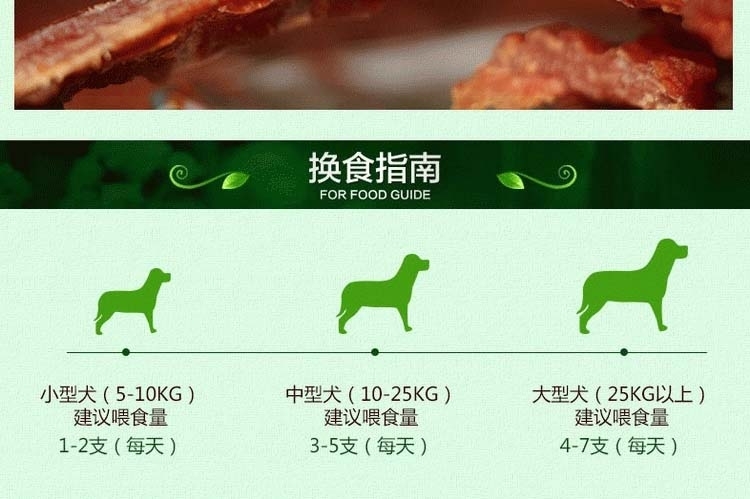 换食指南
FOR FOOD GUIDE
小型犬（5-10KG）
建议喂食量
1-2支（每天）
中型犬（10-25KG）
建议喂食量
3-5支（每天）
大型犬（25KG以上）
建议喂食量
4-7支（每天）